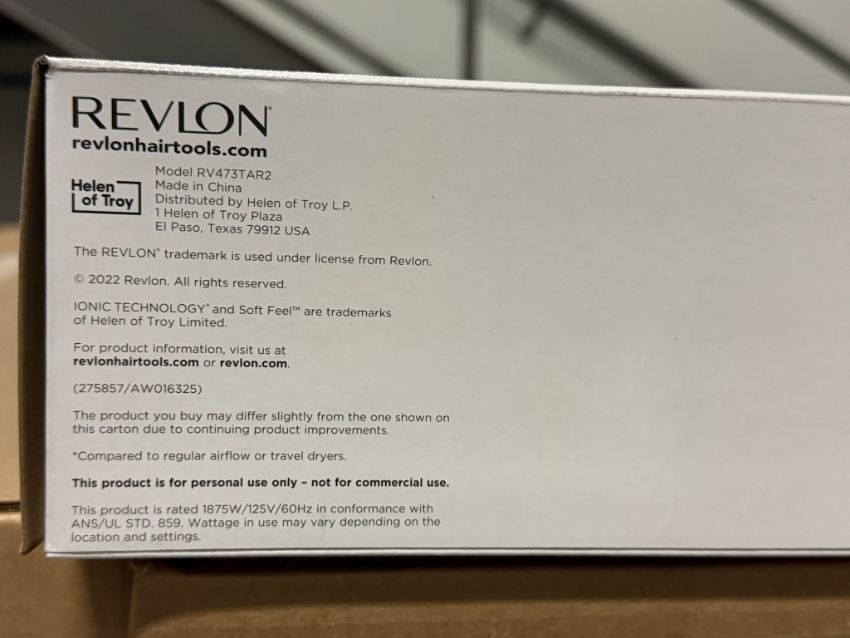 REVLON®
revlonhairtools.com
Helen
of Troy
Model RV473TAR2
Made in China
Distributed by Helen of Troy L.P.
1 Helen of Troy Plaza
El Paso, Texas 79912 USA
The REVLON® trademark is used under license from Revlon.
© 2022 Revlon. All rights reserved.
IONIC TECHNOLOGY® and Soft Feel™ are trademarks
of Helen of Troy Limited.
For product information, visit us at
revlonhairtools.com or revlon.com.
(275857/AW016325)
The product you buy may differ slightly from the one shown on
this carton due to continuing product improvements.
*Compared to regular airflow or travel dryers.
This product is for personal use only – not for commercial use.
This product is rated 1875W/125V/60Hz in conformance with
ANS/UL STD. 859. Wattage in use may vary depending on the
location and settings.